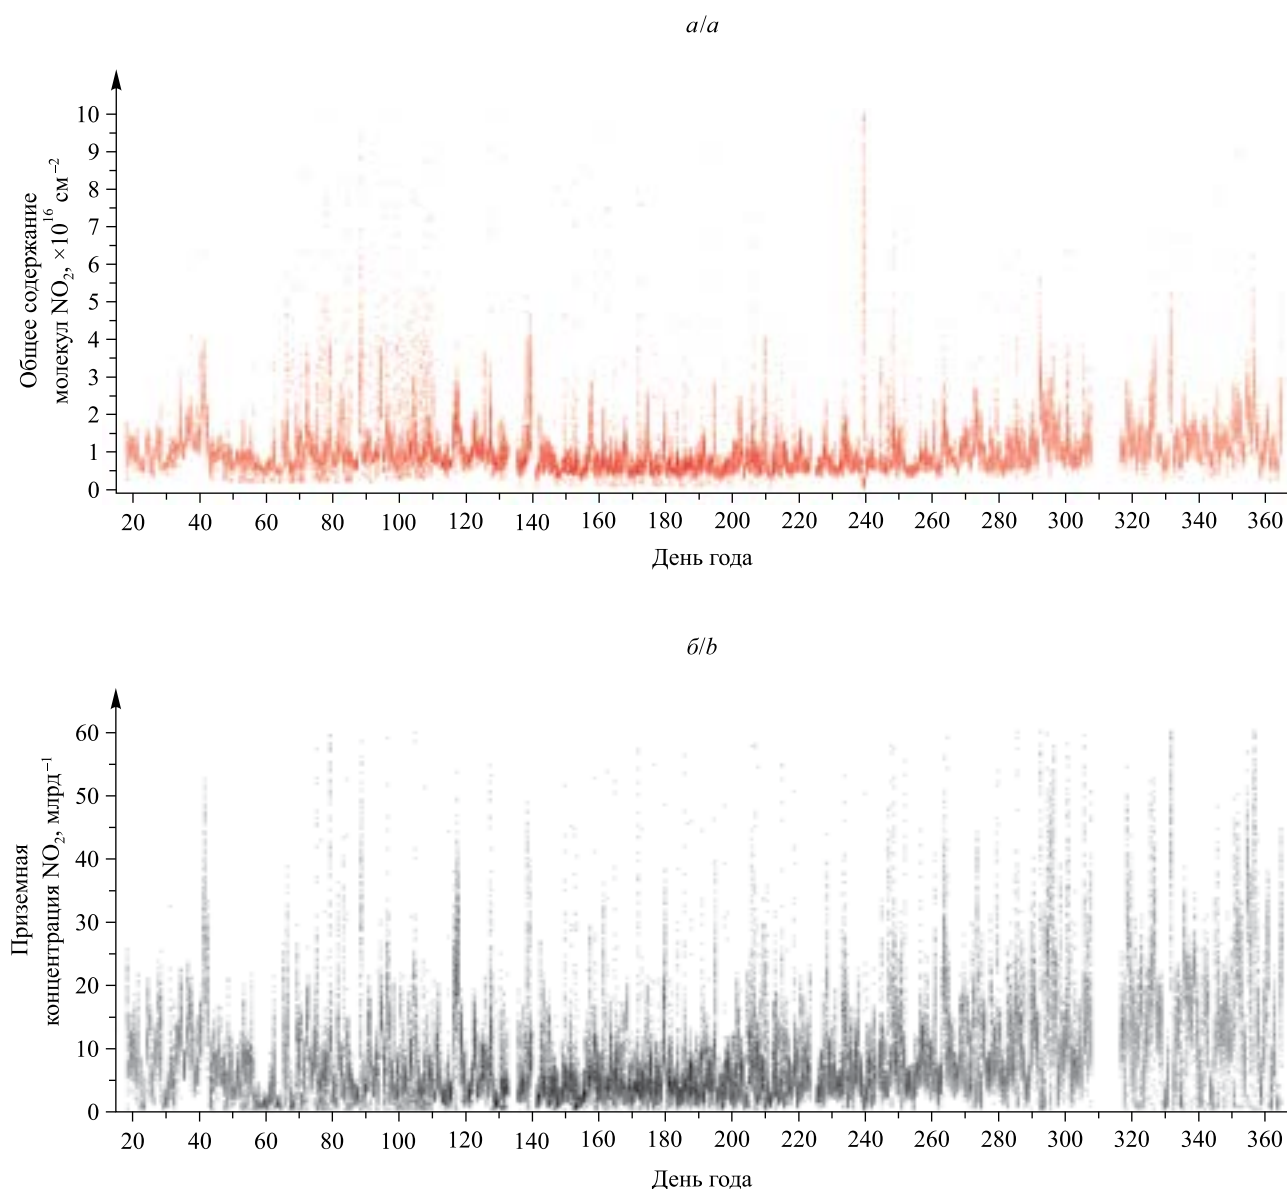 а/a
Общее содержание
молекул NO₂, ×10¹⁶ см⁻²
10
9
8
7
6
5
4
3
2
1
0
20 40 60 80 100 120 140 160 180 200 220 240 260 280 300 320 340 360
День года
б/b
Приземная
концентрация NO₂, млрд⁻¹
60
50
40
30
20
10
0
20 40 60 80 100 120 140 160 180 200 220 240 260 280 300 320 340 360
День года